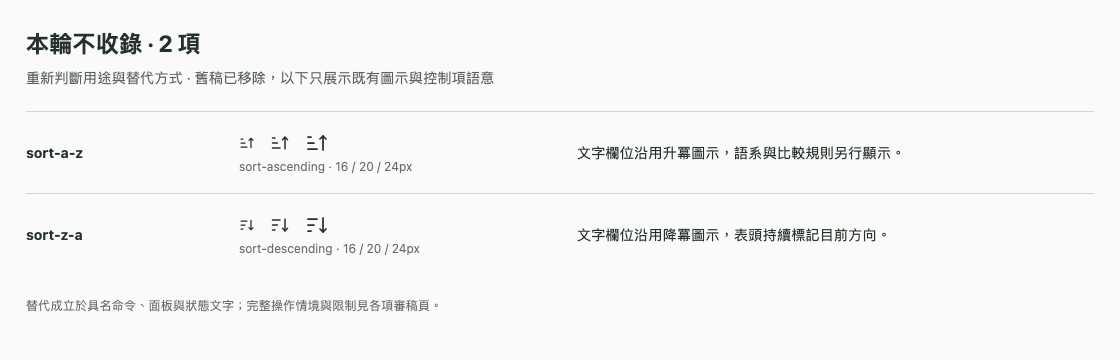 本輪不收錄 · 2 項
重新判斷用途與替代方式 · 舊稿已移除，以下只展示既有圖示與控制項語意
sort-a-z
sort-ascending · 16 / 20 / 24px
文字欄位沿用升冪圖示，語系與比較規則另行顯示。
sort-z-a
sort-descending · 16 / 20 / 24px
文字欄位沿用降冪圖示，表頭持續標記目前方向。
替代成立於具名命令、面板與狀態文字；完整操作情境與限制見各項審稿頁。